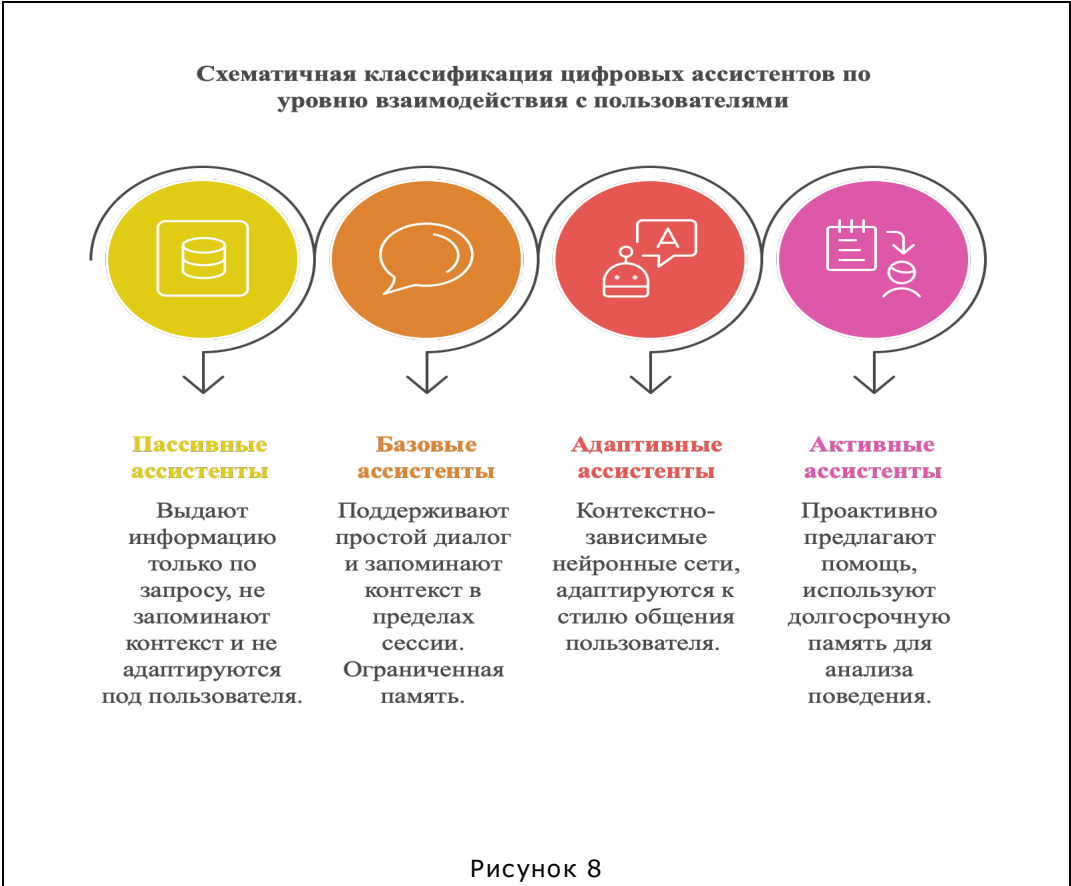 Схематичная классификация цифровых ассистентов по
уровню взаимодействия с пользователями
A
Пассивные
ассистенты
Выдают
информацию
только по
запросу, не
запоминают
контекст и не
адаптируются
под пользователя.
Базовые
ассистенты
Поддерживают
простой диалог
и запоминают
контекст в
пределах
сессии.
Ограниченная
память.
Адаптивные
ассистенты
Контекстно-
зависимые
нейронные сети,
адаптируются к
стилю общения
пользователя.
Активные
ассистенты
Проактивно
предлагают
помощь,
используют
долгосрочную
память для
анализа
поведения.
Рисунок 8